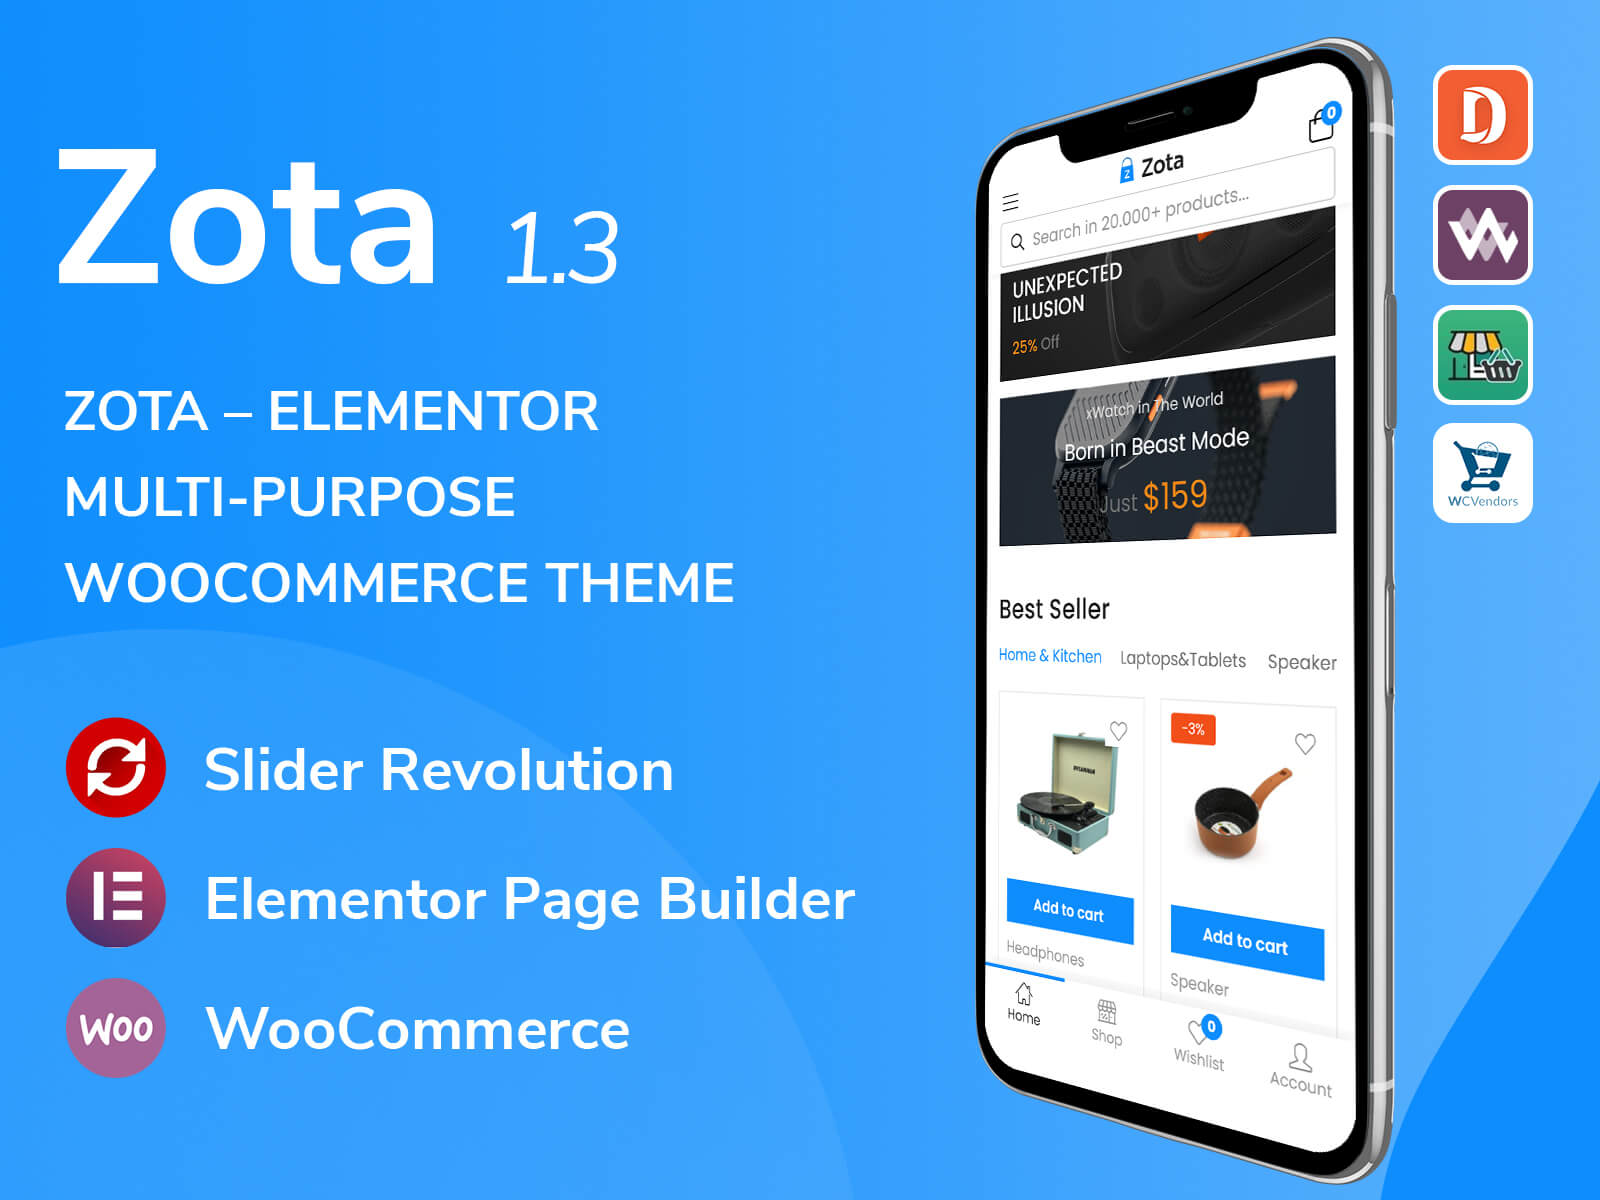 Zota 1.3
ZOTA – ELEMENTOR
MULTI-PURPOSE
WOOCOMMERCE THEME
Slider Revolution
Elementor Page Builder
Woo
WooCommerce
0
Z Zota
Search in 20.000+ products...
UNEXPECTED
ILLUSION
25% Off
xWatch in The World
Born in Beast Mode
Just $159
Best Seller
Home & Kitchen Laptops&Tablets Speaker
-3%
Add to cart Add to cart
Headphones Speaker
0
Home Shop Wishlist Account
D
W
WCVendors